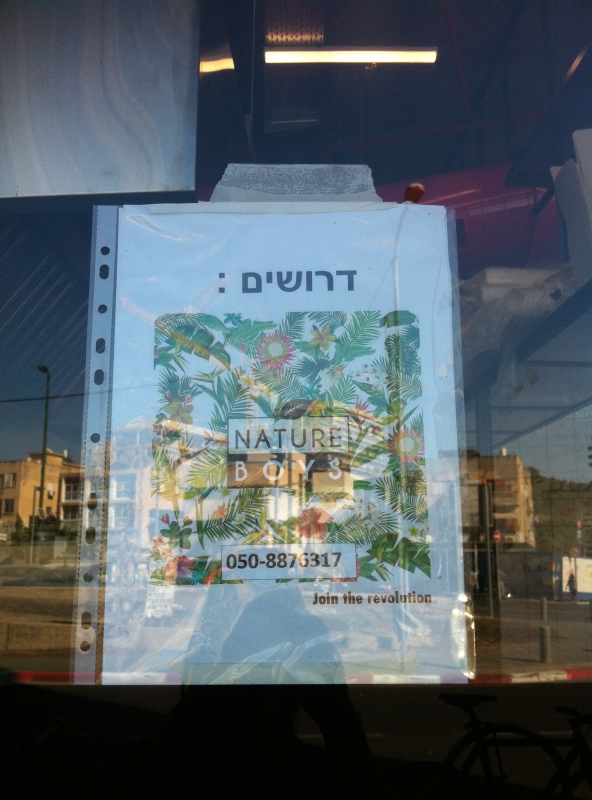 דרושים :
NATURE
BOYS
050-8876317
Join the revolution